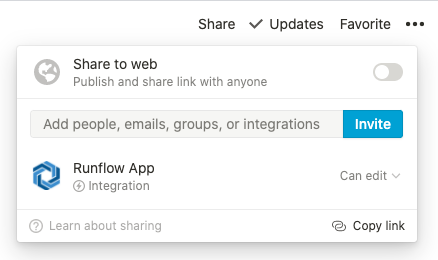 Share Updates Favorite
Share to web
Publish and share link with anyone
Add people, emails, groups, or integrations Invite
Runflow App
Integration Can edit
Learn about sharing Copy link